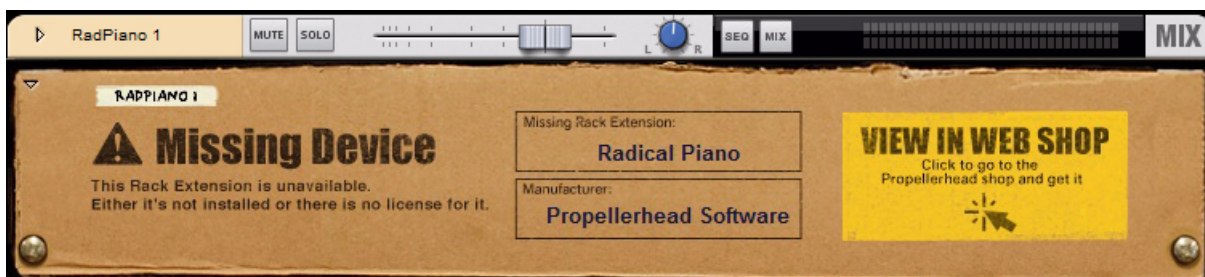 RadPiano 1
MUTE
SOLO
L
R
SEQ
MIX
MIX
RADPIANO 1
Missing Device
This Rack Extension is unavailable.
Either it's not installed or there is no license for it.
Missing Rack Extension:
Radical Piano
Manufacturer:
Propellerhead Software
VIEW IN WEB SHOP
Click to go to the
Propellerhead shop and get it